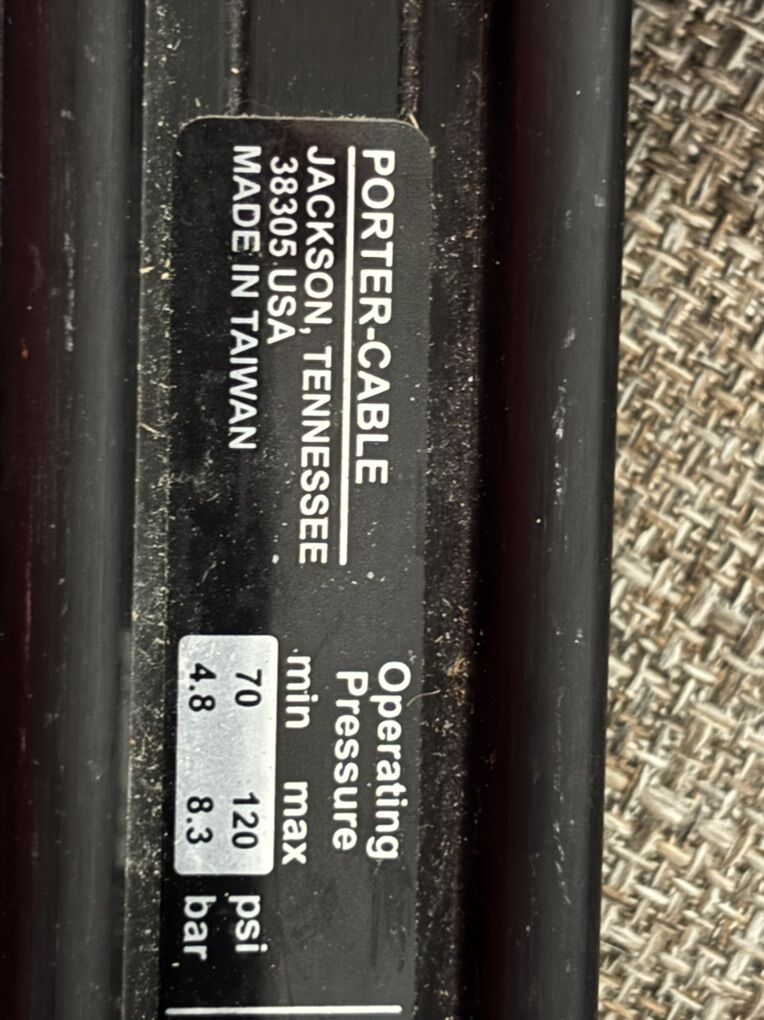 PORTER-CABLE
JACKSON, TENNESSEE
38305 USA
MADE IN TAIWAN
Operating
Pressure
min max
70 120 psi
4.8 8.3 bar